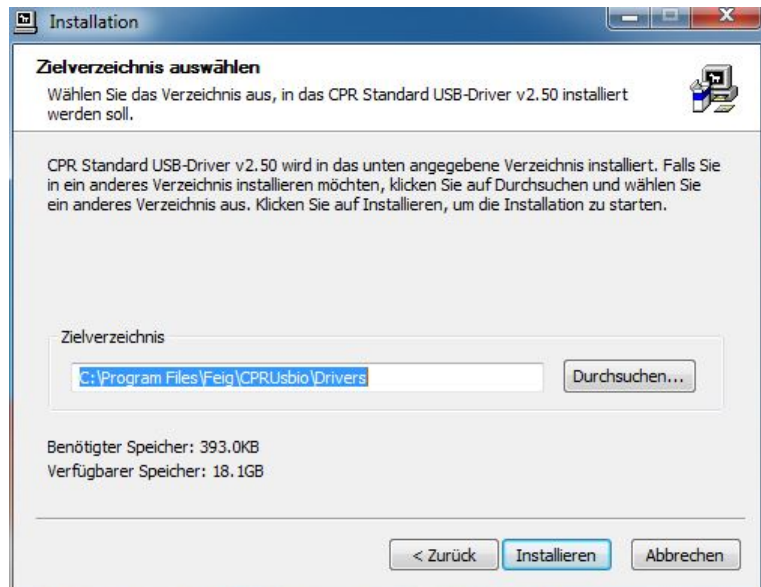 Installation
Zielverzeichnis auswählen
Wählen Sie das Verzeichnis aus, in das CPR Standard USB-Driver v2.50 installiert
werden soll.
CPR Standard USB-Driver v2.50 wird in das unten angegebene Verzeichnis installiert. Falls Sie
in ein anderes Verzeichnis installieren möchten, klicken Sie auf Durchsuchen und wählen Sie
ein anderes Verzeichnis aus. Klicken Sie auf Installieren, um die Installation zu starten.
Zielverzeichnis
C:\Program Files\Feig\CPRUsbio\Drivers
Durchsuchen...
Benötigter Speicher: 393.0KB
Verfügbarer Speicher: 18.1GB
< Zurück
Installieren
Abbrechen